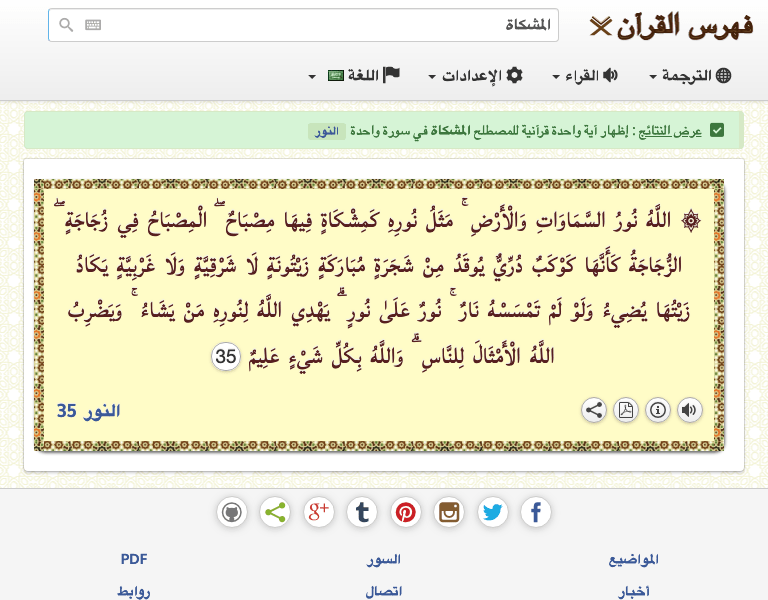 فهرس القرآن
المشكاة
الترجمة
القراء
الإعدادات
اللغة
عرض النتائج : إظهار آية واحدة قرآنية للمصطلح المشكاة في سورة واحدة النور
۞ اللَّهُ نُورُ السَّمَاوَاتِ وَالْأَرْضِ ۚ مَثَلُ نُورِهِ كَمِشْكَاةٍ فِيهَا مِصْبَاحٌ ۖ الْمِصْبَاحُ فِي زُجَاجَةٍ ۖ
الزُّجَاجَةُ كَأَنَّهَا كَوْكَبٌ دُرِّيٌّ يُوقَدُ مِنْ شَجَرَةٍ مُبَارَكَةٍ زَيْتُونَةٍ لَا شَرْقِيَّةٍ وَلَا غَرْبِيَّةٍ يَكَادُ
زَيْتُهَا يُضِيءُ وَلَوْ لَمْ تَمْسَسْهُ نَارٌ ۚ نُورٌ عَلَىٰ نُورٍ ۗ يَهْدِي اللَّهُ لِنُورِهِ مَنْ يَشَاءُ ۚ وَيَضْرِبُ
اللَّهُ الْأَمْثَالَ لِلنَّاسِ ۗ وَاللَّهُ بِكُلِّ شَيْءٍ عَلِيمٌ 35
النور 35
المواضيع
السور
PDF
أخبار
اتصال
روابط